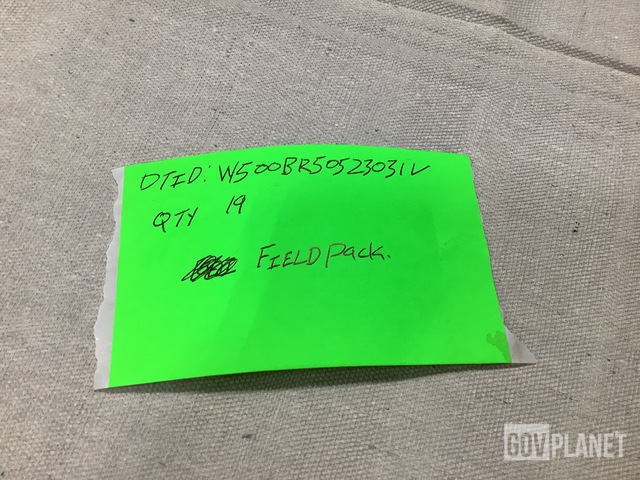 DTID: W500BR50523031V
QTY 19
FIELD pack.
GOVPLANET